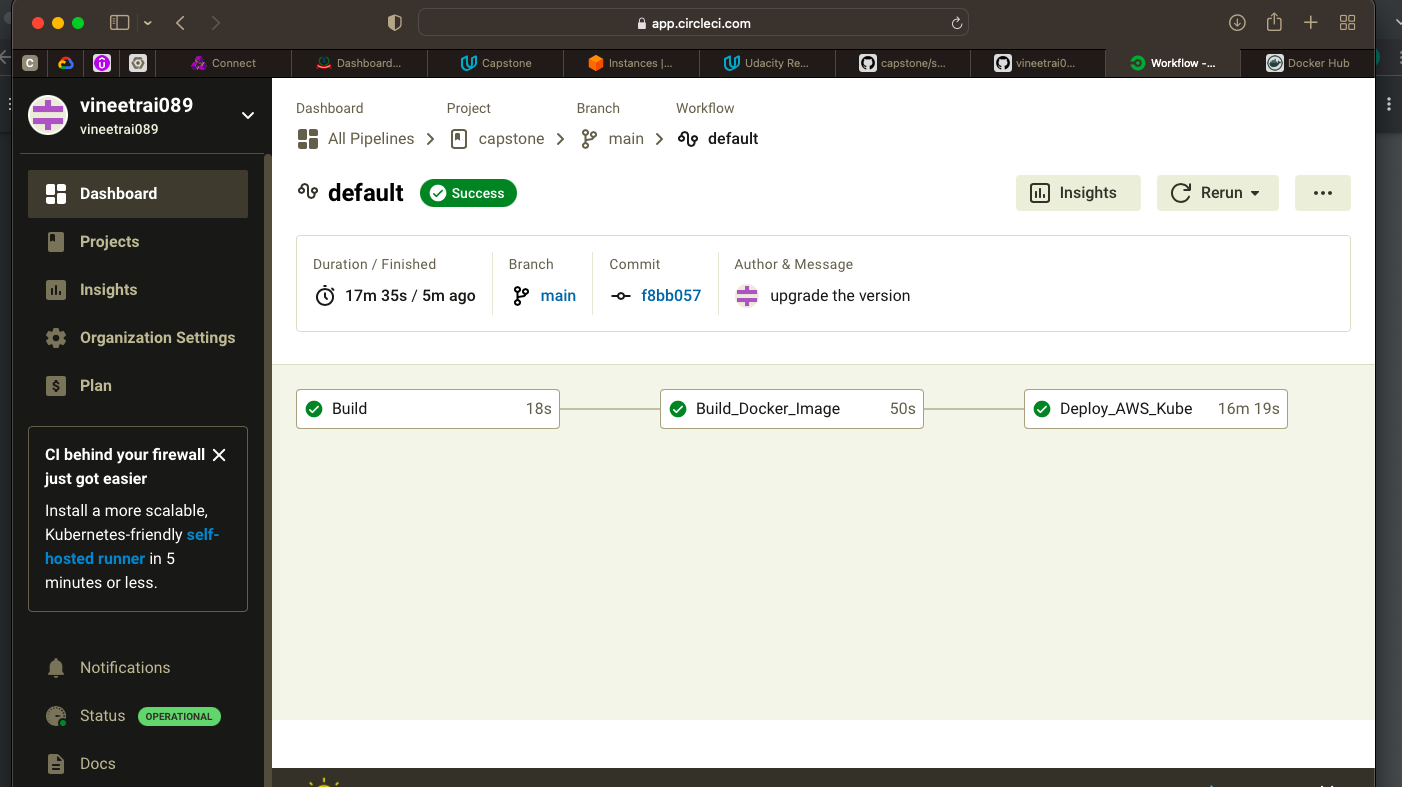 app.circleci.com
C
Connect
Dashboard...
Capstone
Instances |...
Udacity Re...
capstone/s...
vineetrai0...
Workflow -...
Docker Hub
vineetrai089
vineetrai089
Dashboard
Projects
Insights
Organization Settings
Plan
CI behind your firewall
just got easier
Install a more scalable,
Kubernetes-friendly self-
hosted runner in 5
minutes or less.
Notifications
Status OPERATIONAL
Docs
Dashboard Project Branch Workflow
All Pipelines capstone main default
default Success
Insights Rerun
Duration / Finished Branch Commit Author & Message
17m 35s / 5m ago main f8bb057 upgrade the version
Build 18s Build_Docker_Image 50s Deploy_AWS_Kube 16m 19s